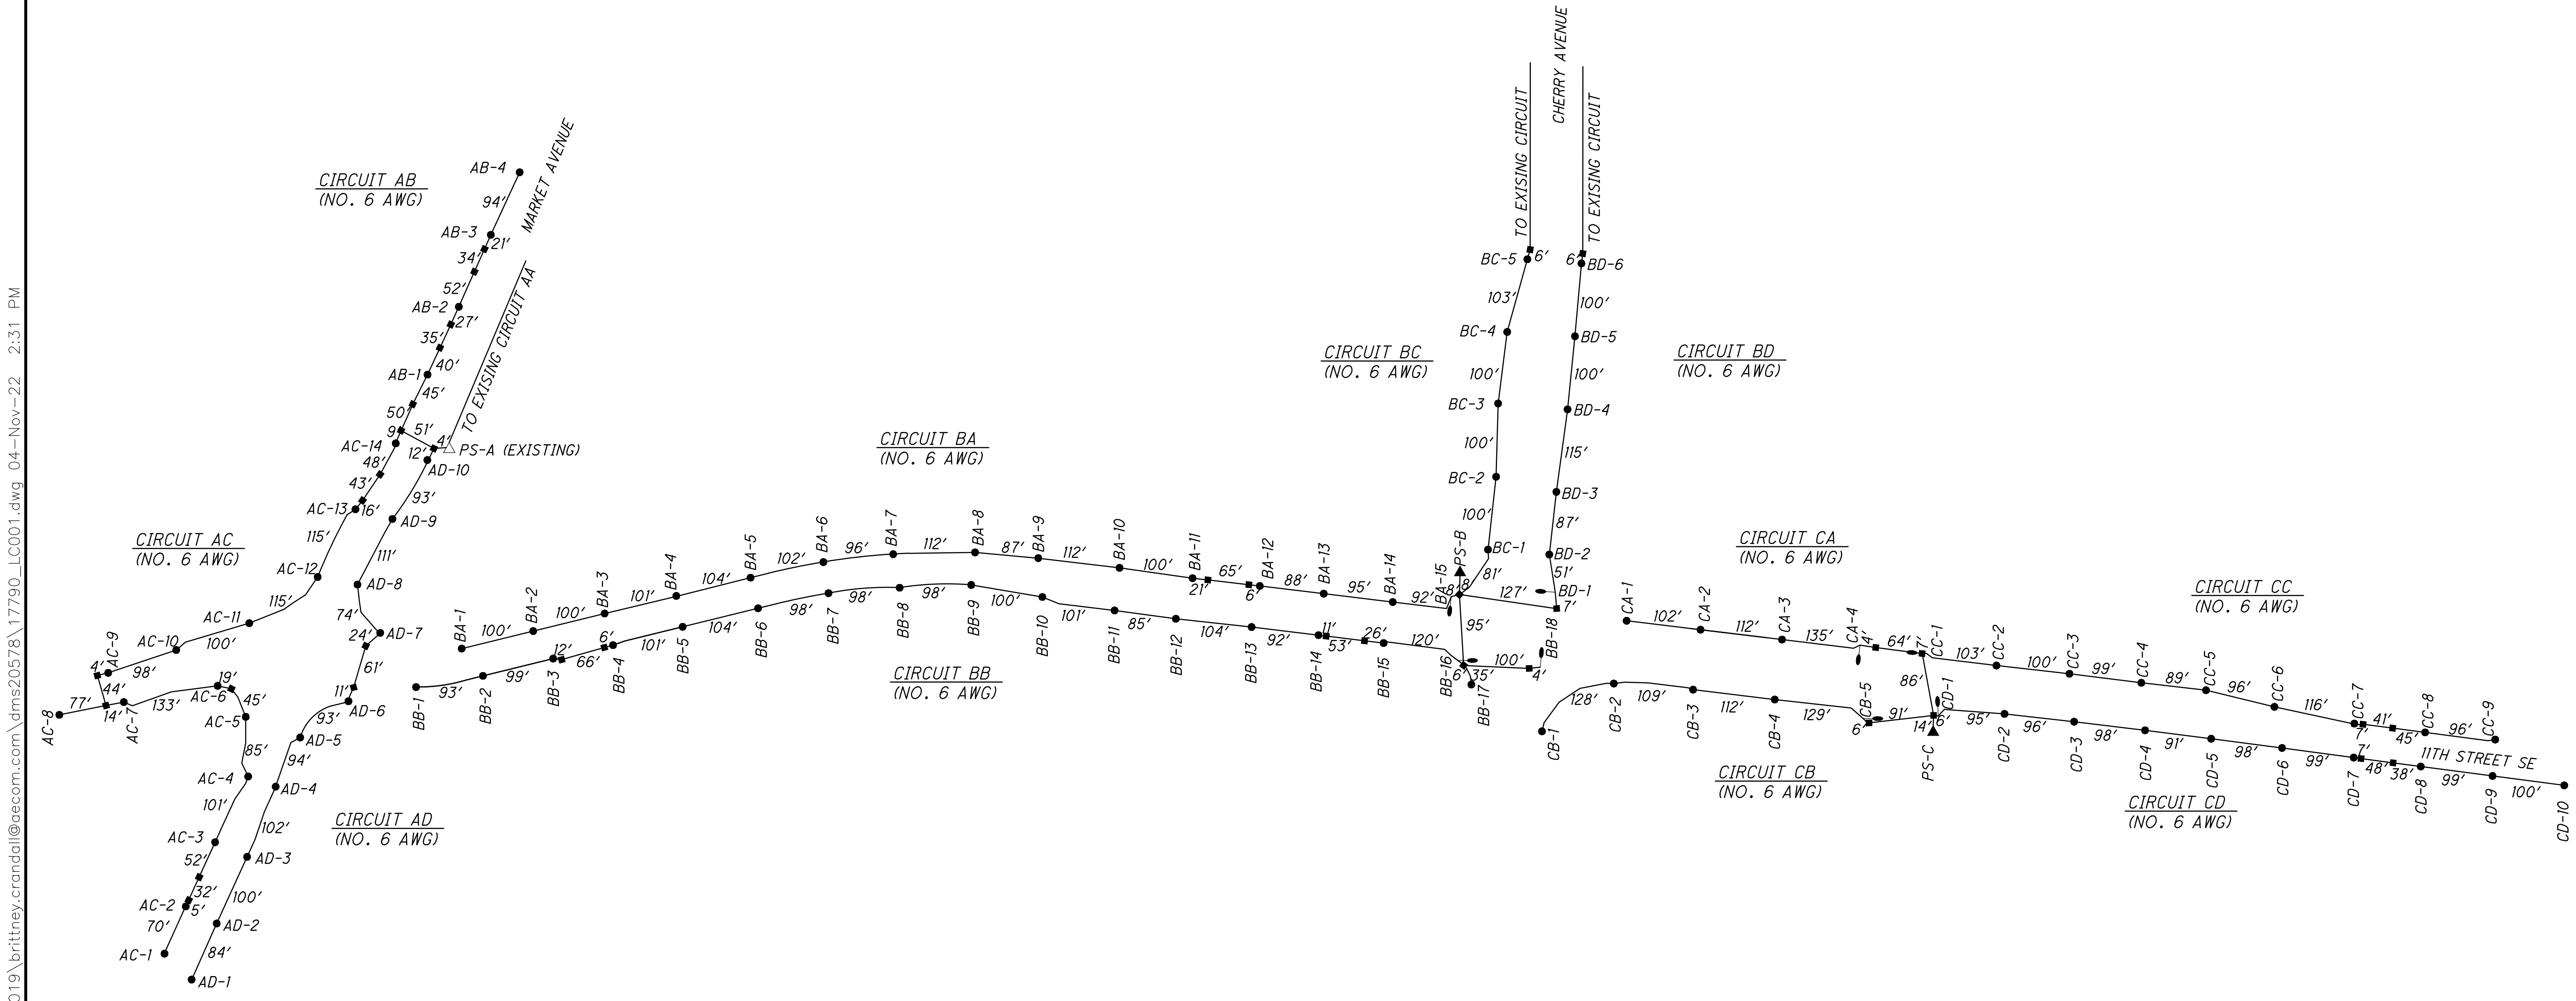 019\brittney.crandall@aecom.com\dms20578\17790_LC001.dwg 04-Nov-22 2:31 PM
CIRCUIT AB
(NO. 6 AWG)
AB-4
94'
AB-3
21'
34'
52'
AB-2
27'
35'
40'
AB-1
45'
50'
9'
51'
4'
MARKET AVENUE
TO EXISTING CIRCUIT AA
PS-A (EXISTING)
CIRCUIT AC
(NO. 6 AWG)
AC-14
48'
43'
AC-13
16'
115'
AC-12
115'
AC-11
100'
AC-10
98'
AC-9
4'
44'
77'
AC-8
14'
AC-7
133'
AC-6
19'
45'
AC-5
85'
AC-4
101'
AC-3
52'
32'
AC-2
5'
70'
AC-1
12'
AD-10
93'
AD-9
111'
AD-8
74'
AD-7
24'
61'
11'
AD-6
93'
AD-5
94'
AD-4
102'
AD-3
100'
AD-2
84'
AD-1
CIRCUIT AD
(NO. 6 AWG)
CIRCUIT BA
(NO. 6 AWG)
BA-1
100'
BA-2
100'
BA-3
101'
BA-4
104'
BA-5
102'
BA-6
96'
BA-7
112'
BA-8
87'
BA-9
112'
BA-10
100'
BA-11
21'
65'
6'
BA-12
88'
BA-13
95'
BA-14
92'
BA-15
8'
8'
PS-B
BB-1
93'
BB-2
99'
BB-3
12'
66'
6'
BB-4
101'
BB-5
104'
BB-6
98'
BB-7
98'
BB-8
98'
BB-9
100'
BB-10
101'
BB-11
85'
BB-12
104'
BB-13
92'
BB-14
11'
53'
26'
BB-15
120'
BB-16
6'
35'
BB-17
95'
100'
4'
BB-18
CIRCUIT BB
(NO. 6 AWG)
CIRCUIT BC
(NO. 6 AWG)
TO EXISING CIRCUIT
CHERRY AVENUE
TO EXISING CIRCUIT
6'
BC-5
103'
BC-4
100'
BC-3
100'
BC-2
100'
BC-1
81'
CIRCUIT BD
(NO. 6 AWG)
6'
BD-6
100'
BD-5
100'
BD-4
115'
BD-3
87'
BD-2
51'
BD-1
7'
127'
CIRCUIT CA
(NO. 6 AWG)
CA-1
102'
CA-2
112'
CA-3
135'
CA-4
4'
64'
7'
CB-1
128'
CB-2
109'
CB-3
112'
CB-4
129'
CB-5
6'
91'
14'
PS-C
86'
CIRCUIT CB
(NO. 6 AWG)
CIRCUIT CC
(NO. 6 AWG)
CC-1
103'
CC-2
100'
CC-3
99'
CC-4
89'
CC-5
96'
CC-6
116'
CC-7
7'
41'
45'
CC-8
96'
CC-9
11TH STREET SE
CD-1
6'
95'
CD-2
96'
CD-3
98'
CD-4
91'
CD-5
98'
CD-6
99'
CD-7
7'
48'
38'
CD-8
99'
CD-9
100'
CD-10
CIRCUIT CD
(NO. 6 AWG)